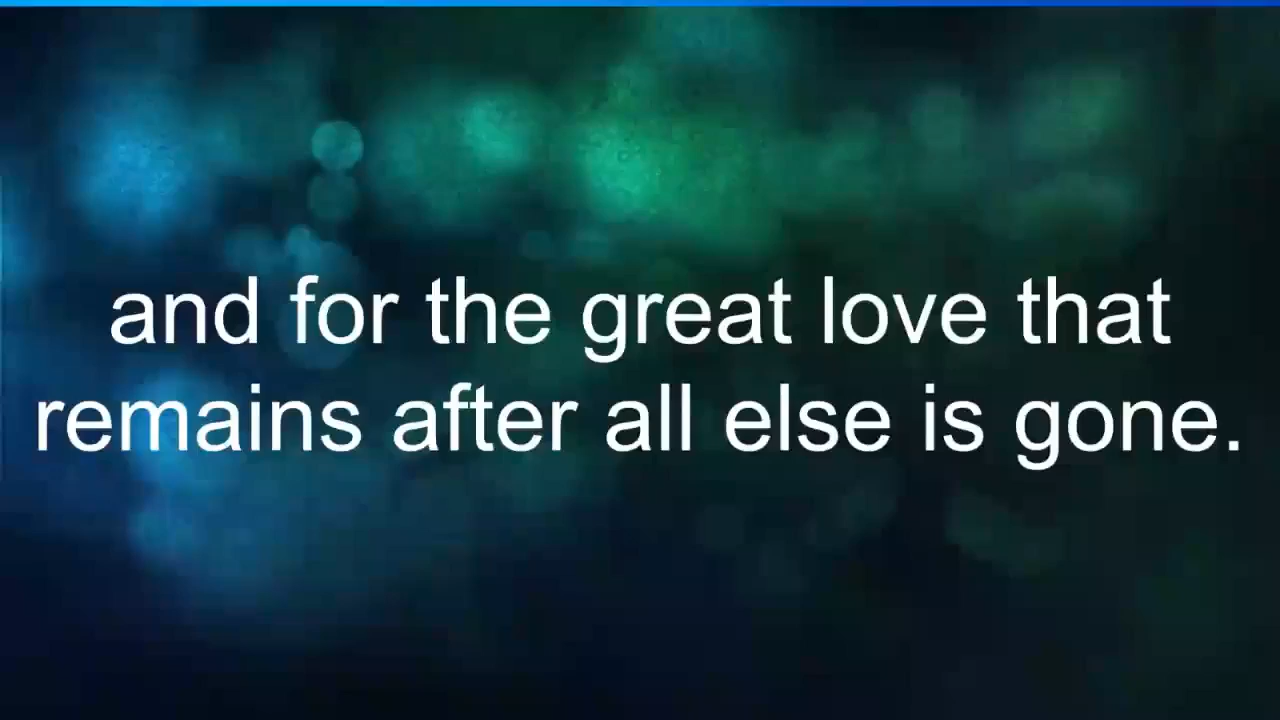 and for the great love that
remains after all else is gone.